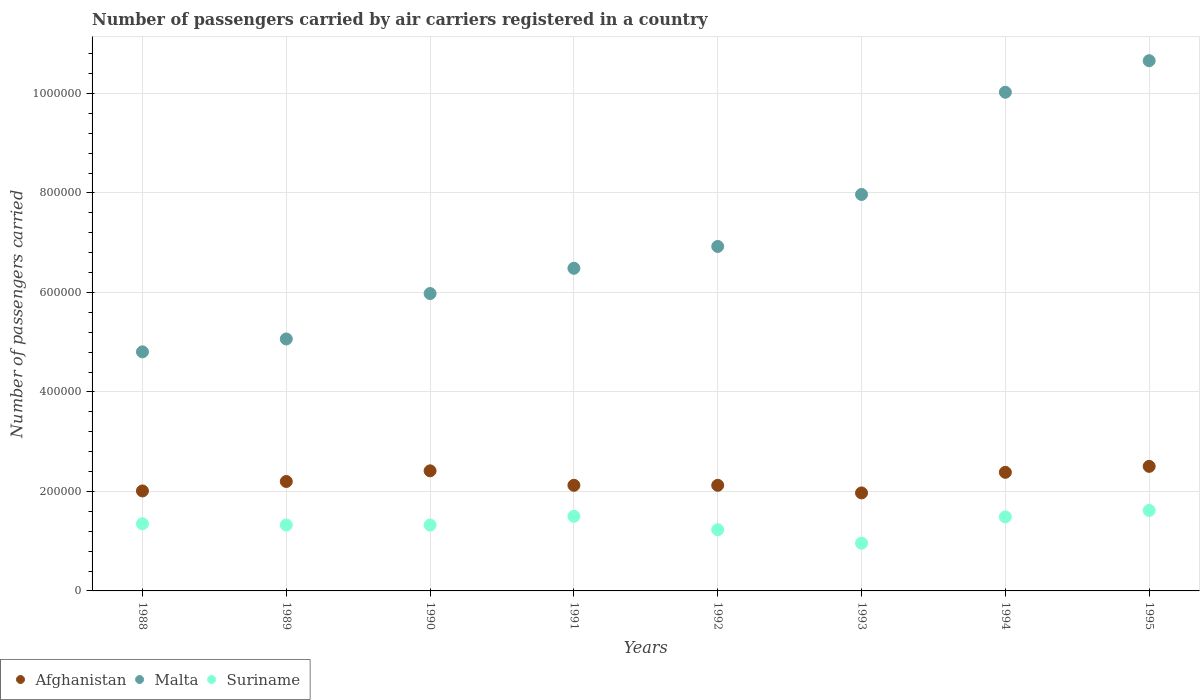 Number of passengers carried by air carriers registered in a country
Number of passengers carried
1000000
800000
600000
400000
200000
0
1988
1989
1990
1991
1992
1993
1994
1995
Years
Afghanistan
Malta
Suriname